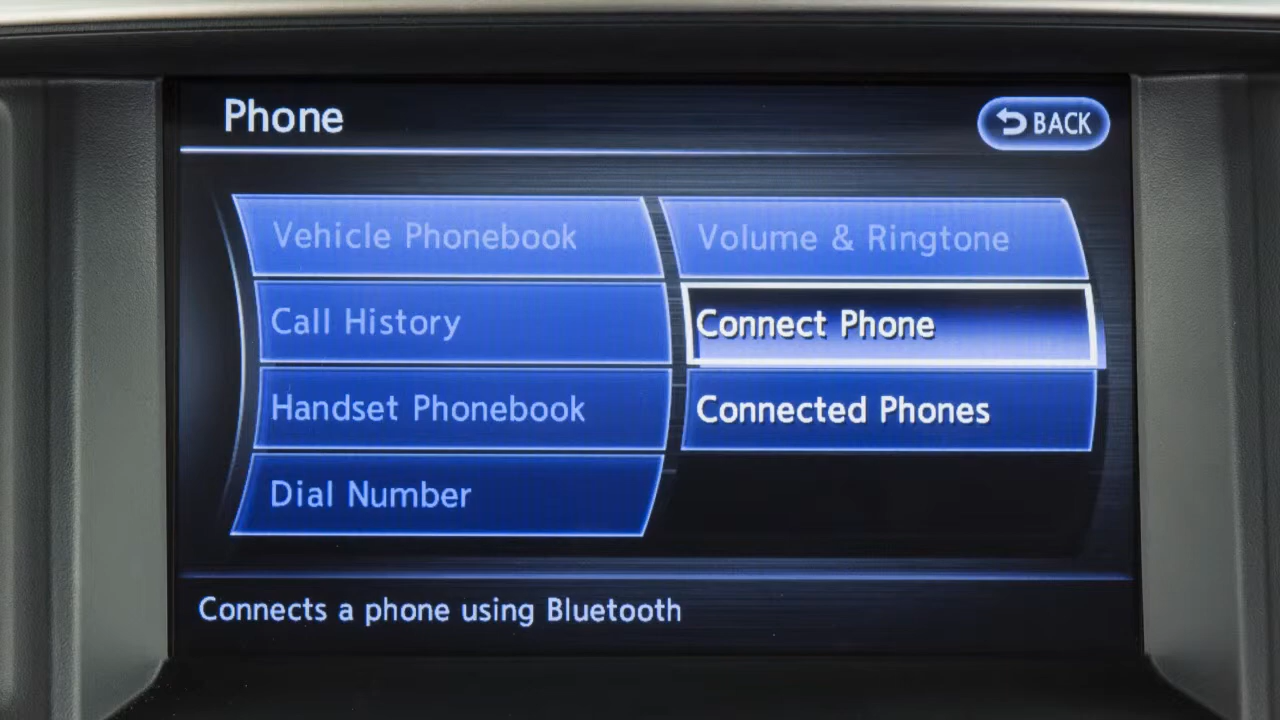 Phone
BACK
Vehicle Phonebook
Volume & Ringtone
Call History
Connect Phone
Handset Phonebook
Connected Phones
Dial Number
Connects a phone using Bluetooth